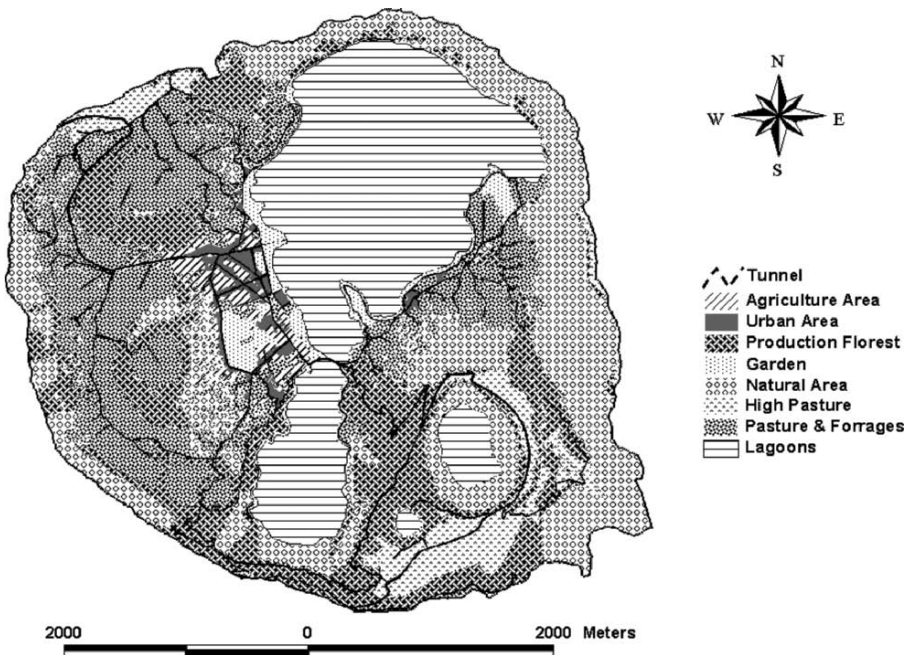 N
W E
S
Tunnel
Agriculture Area
Urban Area
Production Florest
Garden
Natural Area
High Pasture
Pasture & Forrages
Lagoons
2000 0 2000 Meters